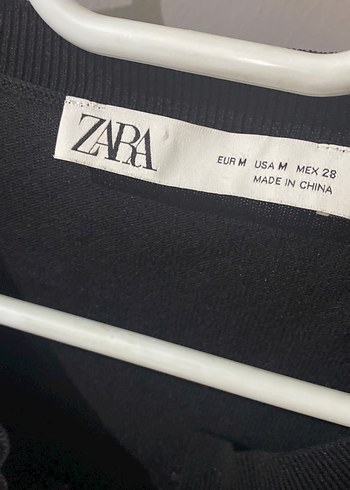 ZARA
EUR M USA M MEX 28
MADE IN CHINA